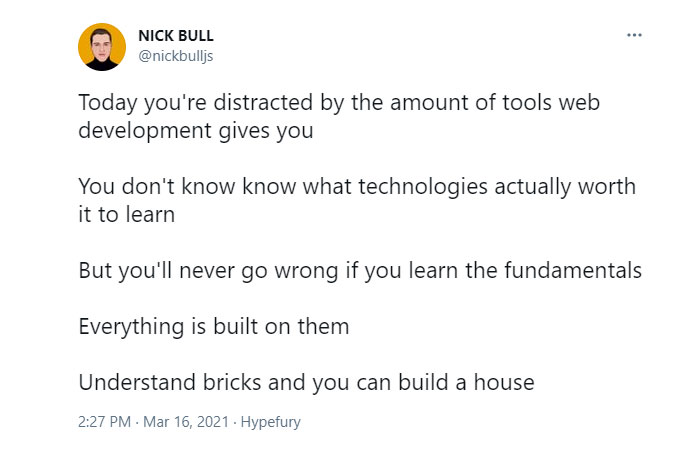 NICK BULL
@nickbulljs
Today you're distracted by the amount of tools web
development gives you
You don't know know what technologies actually worth
it to learn
But you'll never go wrong if you learn the fundamentals
Everything is built on them
Understand bricks and you can build a house
2:27 PM · Mar 16, 2021 · Hypefury